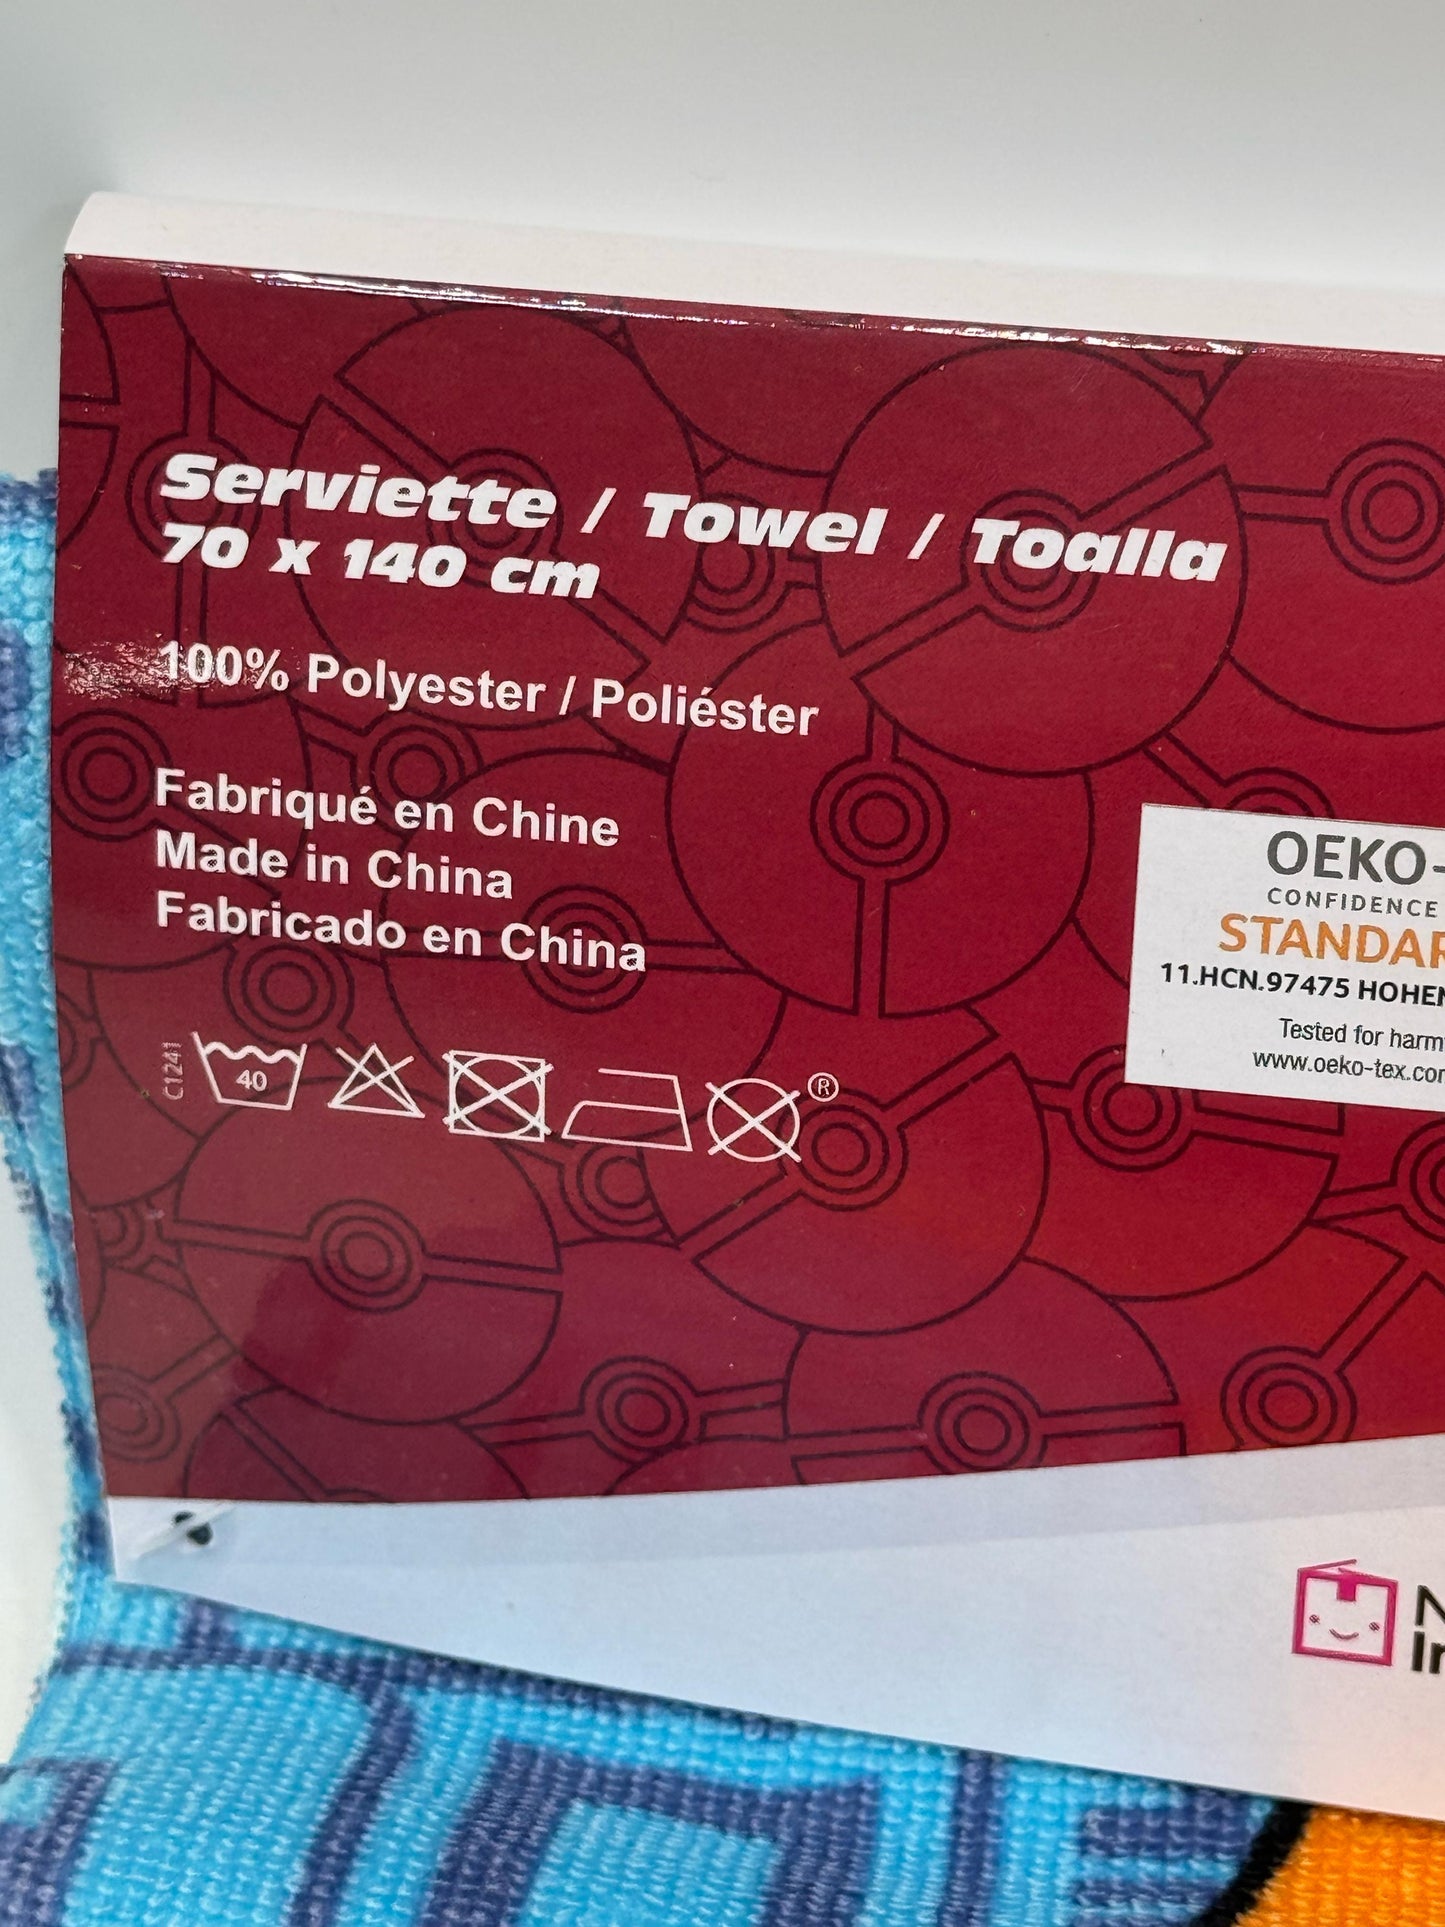 Serviette / Towel / Toalla
70 x 140 cm
100% Polyester / Poliéster
Fabriqué en Chine
Made in China
Fabricado en China
C1241
40
®
OEKO-
CONFIDENCE
STANDAR
11.HCN.97475 HOHEN
Tested for harm
www.oeko-tex.com